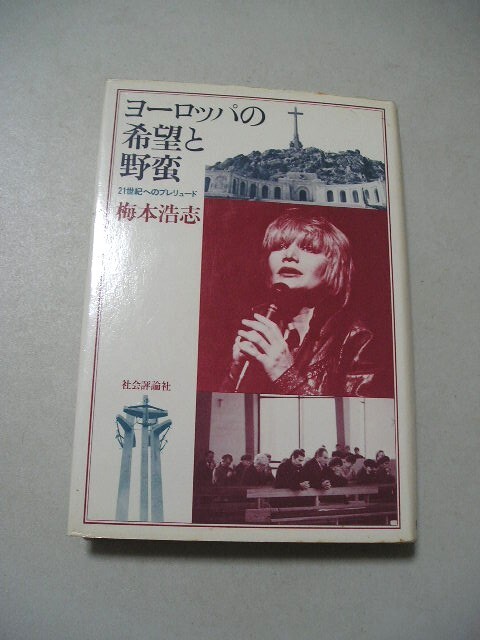 ヨーロッパの
希望と
野蛮
21世紀へのプレリュード
梅本浩志
社会評論社